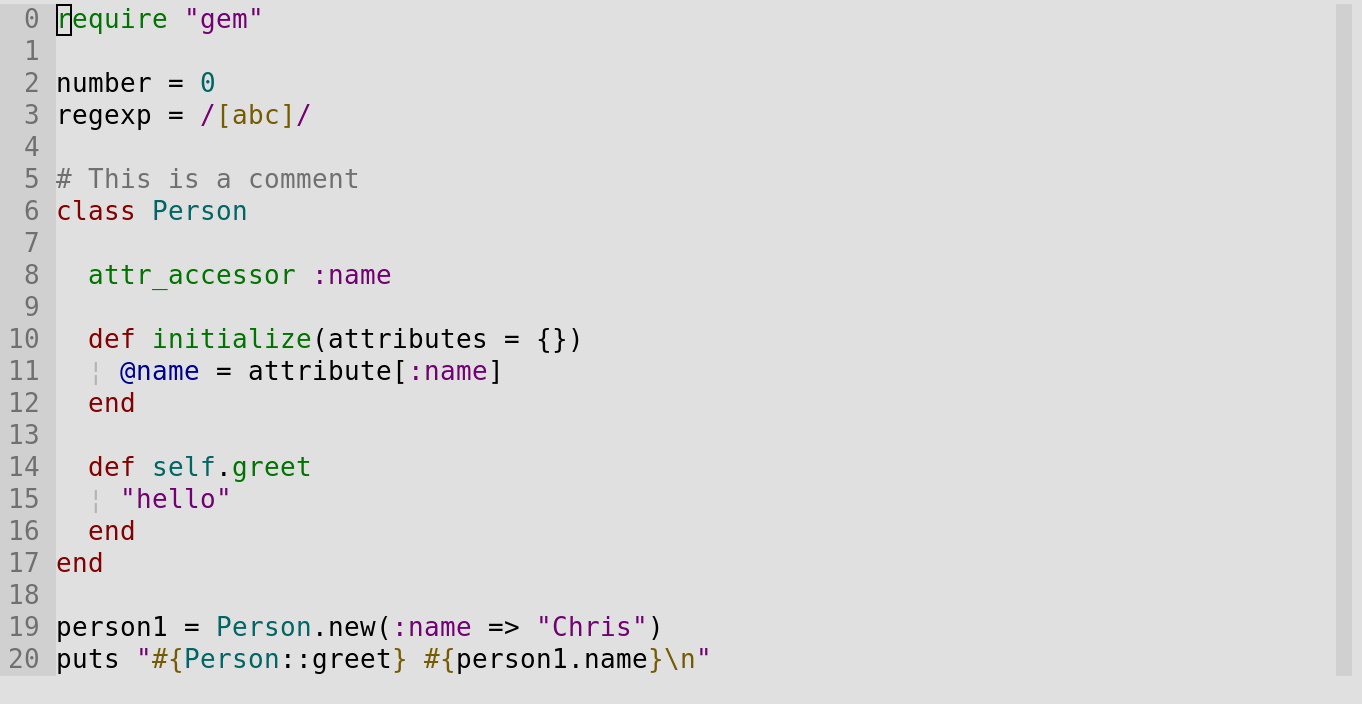 0 require "gem"
1
2 number = 0
3 regexp = /[abc]/
4
5 # This is a comment
6 class Person
7
8   attr_accessor :name
9
10   def initialize(attributes = {})
11   ¦ @name = attribute[:name]
12   end
13
14   def self.greet
15   ¦ "hello"
16   end
17 end
18
19 person1 = Person.new(:name => "Chris")
20 puts "#{Person::greet} #{person1.name}\n"